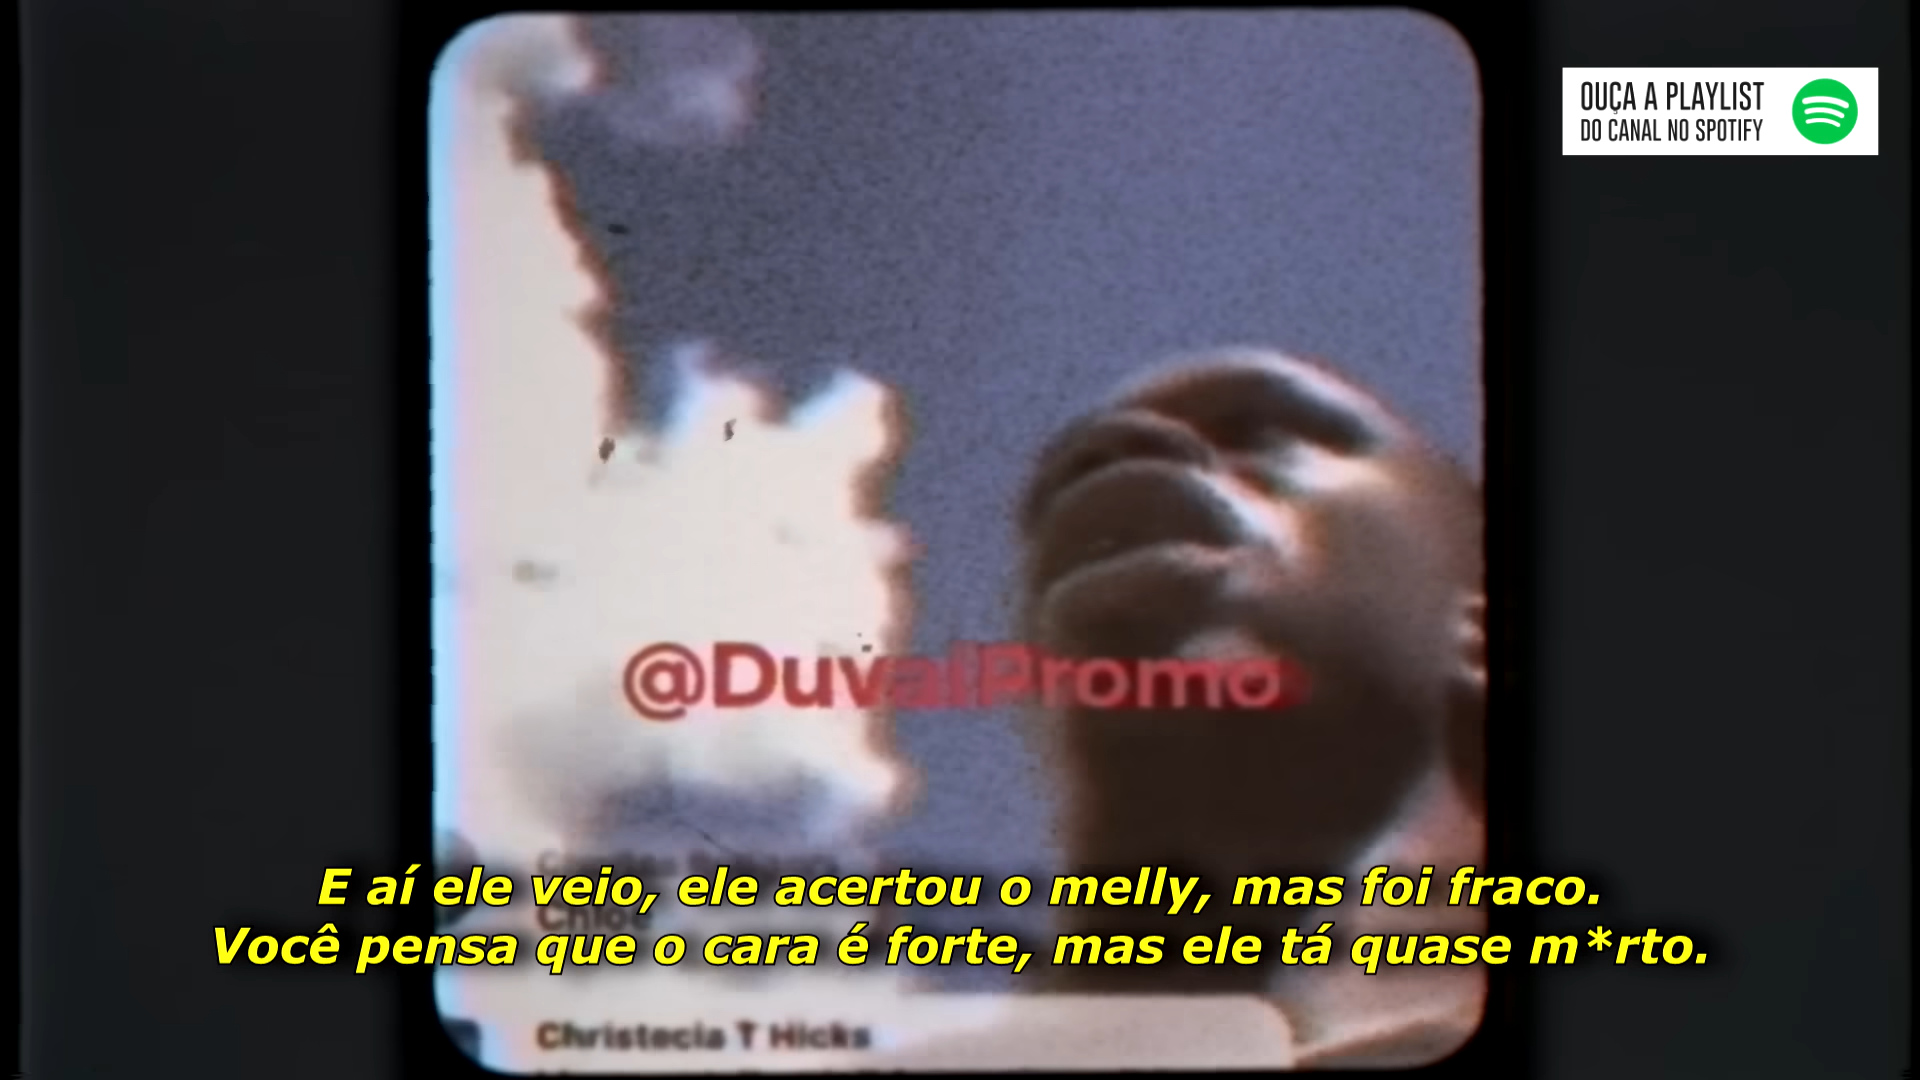 OUÇA A PLAYLIST
DO CANAL NO SPOTIFY
@DuvalPromo
E aí ele veio, ele acertou o melly, mas foi fraco.
Chloe
Você pensa que o cara é forte, mas ele tá quase m*rto.
Christecia T Hicks